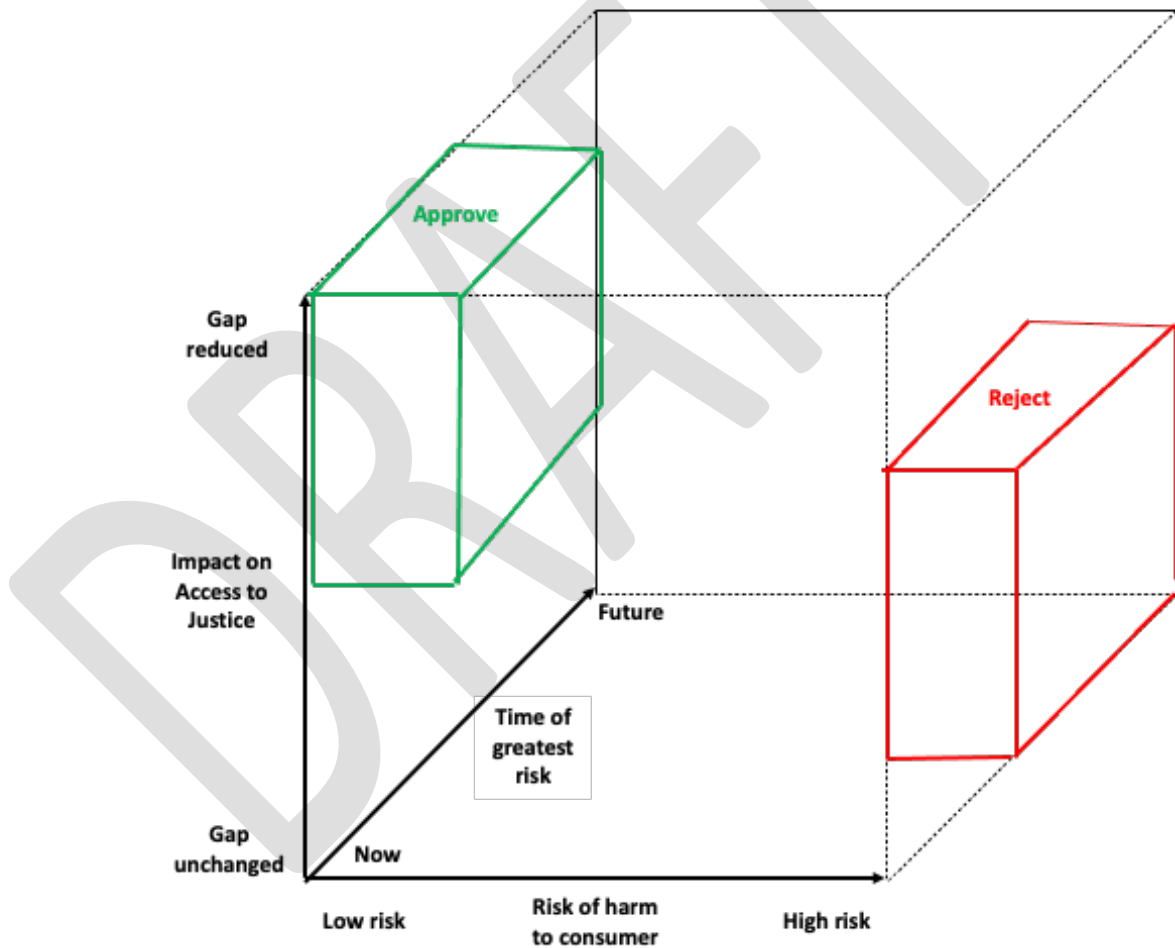 DRAFT
Approve
Gap
reduced
Reject
Impact on
Access to
Justice
Future
Time of
greatest
risk
Gap
unchanged
Now
Low risk
Risk of harm
to consumer
High risk